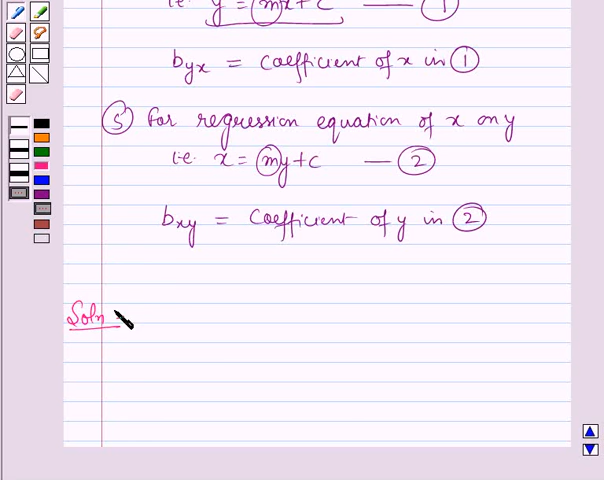 i.e. y = mx + c — ①
byx = coefficient of x in ①
⑤ For regression equation of x on y
i.e. x = my + c — ②
bxy = coefficient of y in ②
Soln